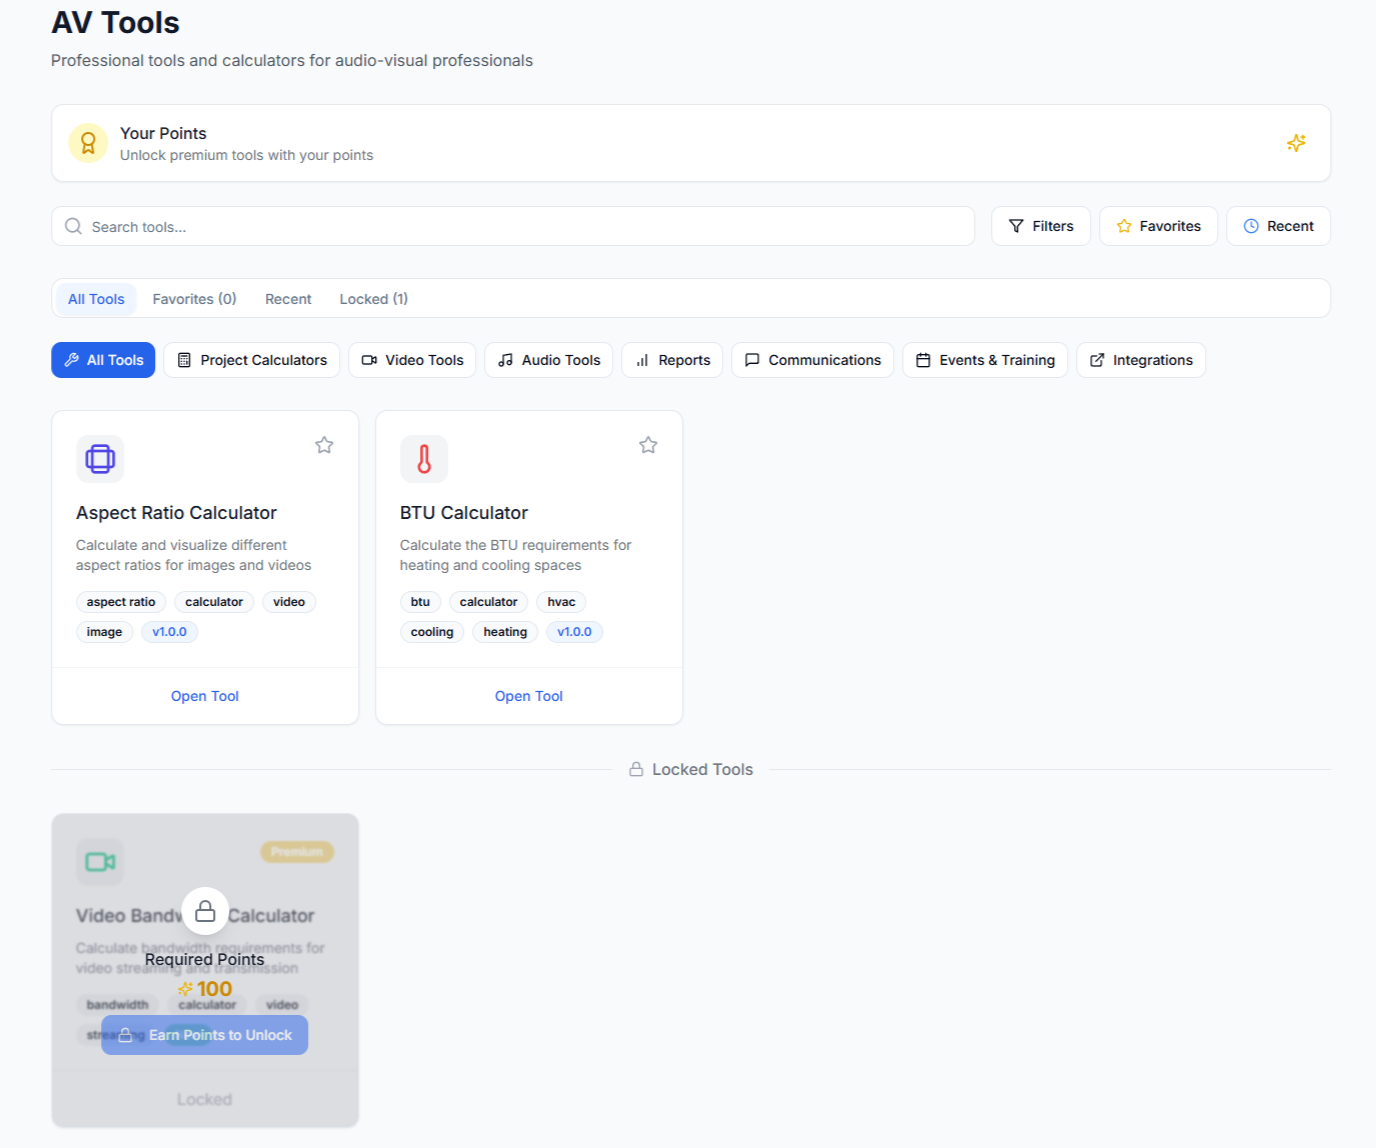 AV Tools
Professional tools and calculators for audio-visual professionals
Your Points
Unlock premium tools with your points
Search tools...
Filters
Favorites
Recent
All Tools
Favorites (0)
Recent
Locked (1)
All Tools
Project Calculators
Video Tools
Audio Tools
Reports
Communications
Events & Training
Integrations
Aspect Ratio Calculator
Calculate and visualize different
aspect ratios for images and videos
aspect ratio
calculator
video
image
v1.0.0
Open Tool
BTU Calculator
Calculate the BTU requirements for
heating and cooling spaces
btu
calculator
hvac
cooling
heating
v1.0.0
Open Tool
Locked Tools
Premium
Video Calculator
Calculate bandwidth requirements for
video streaming and transmission
Required Points
100
bandwidth
calculator
video
streaming
Earn Points to Unlock
Locked